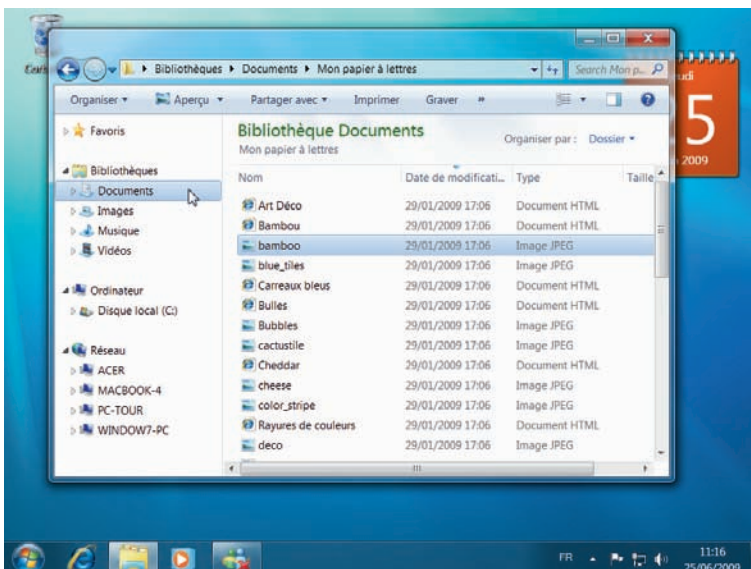 Bibliothèques Documents Mon papier à lettres
Search Mon p...
Organiser Aperçu Partager avec Imprimer Graver »
Favoris
Bibliothèques
Documents
Images
Musique
Vidéos
Ordinateur
Disque local (C:)
Réseau
ACER
MACBOOK-4
PC-TOUR
WINDOW7-PC
Bibliothèque Documents
Mon papier à lettres
Organiser par : Dossier
Nom Date de modificati... Type Taille
Art Déco 29/01/2009 17:06 Document HTML
Bambou 29/01/2009 17:06 Document HTML
bamboo 29/01/2009 17:06 Image JPEG
blue_tiles 29/01/2009 17:06 Image JPEG
Carreaux bleus 29/01/2009 17:06 Document HTML
Bulles 29/01/2009 17:06 Document HTML
Bubbles 29/01/2009 17:06 Image JPEG
cactustile 29/01/2009 17:06 Image JPEG
Cheddar 29/01/2009 17:06 Document HTML
cheese 29/01/2009 17:06 Image JPEG
color_stripe 29/01/2009 17:06 Image JPEG
Rayures de couleurs 29/01/2009 17:06 Document HTML
deco 29/01/2009 17:06 Image JPEG
udi
5
2009
FR
11:16
25/06/2009